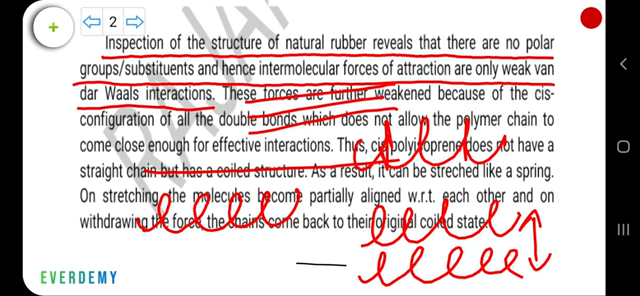 2
Inspection of the structure of natural rubber reveals that there are no polar
groups/substituents and hence intermolecular forces of attraction are only weak van
dar Waals interactions. These forces are further weakened because of the cis-
configuration of all the double bonds which does not allow the polymer chain to
come close enough for effective interactions. Thus, cis-polyisoprene does not have a
straight chain but has a coiled structure. As a result, it can be streched like a spring.
On stretching the molecules become partially aligned w.r.t. each other and on
withdrawing the force, the chains come back to their original coiled state.
EVERDEMY